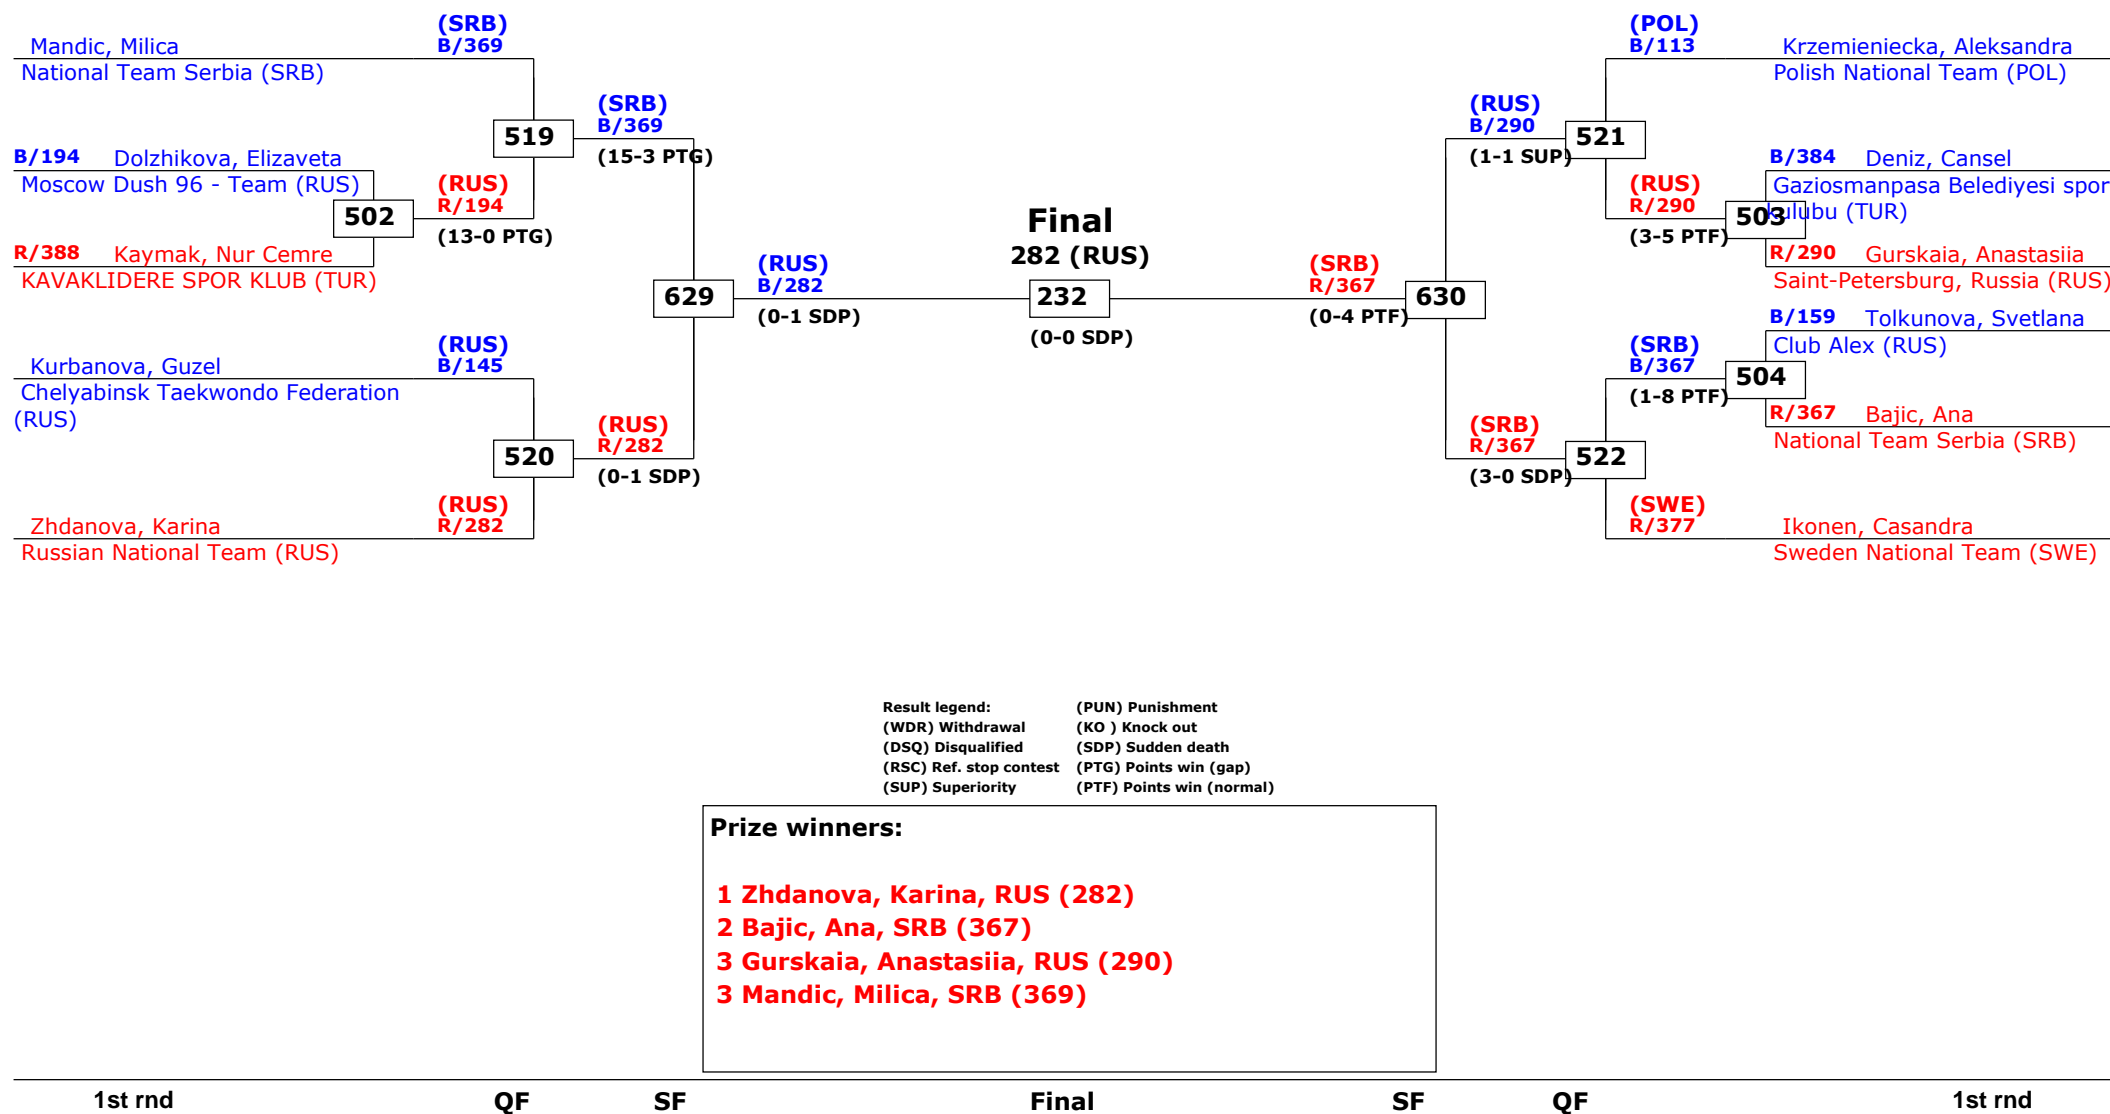 (SRB)
B/369
Mandic, Milica
National Team Serbia (SRB)
519
(SRB)
B/369
(15-3 PTG)
B/194 Dolzhikova, Elizaveta
Moscow Dush 96 - Team (RUS)
502
(RUS)
R/194
(13-0 PTG)
R/388 Kaymak, Nur Cemre
KAVAKLIDERE SPOR KLUB (TUR)
629
(RUS)
B/282
(0-1 SDP)
(RUS)
B/145
Kurbanova, Guzel
Chelyabinsk Taekwondo Federation
(RUS)
520
(RUS)
R/282
(0-1 SDP)
(RUS)
R/282
Zhdanova, Karina
Russian National Team (RUS)
Final
282 (RUS)
232
(0-0 SDP)
(POL)
B/113
Krzemieniecka, Aleksandra
Polish National Team (POL)
(RUS)
B/290
(1-1 SUP)
521
B/384 Deniz, Cansel
Gaziosmanpasa Belediyesi spor
kulubu (TUR)
(RUS)
R/290
(3-5 PTF)
503
R/290 Gurskaia, Anastasiia
Saint-Petersburg, Russia (RUS)
(SRB)
R/367
(0-4 PTF)
630
B/159 Tolkunova, Svetlana
Club Alex (RUS)
(SRB)
B/367
(1-8 PTF)
504
R/367 Bajic, Ana
National Team Serbia (SRB)
(SRB)
R/367
(3-0 SDP)
522
(SWE)
R/377
Ikonen, Casandra
Sweden National Team (SWE)
Result legend: (PUN) Punishment
(WDR) Withdrawal (KO ) Knock out
(DSQ) Disqualified (SDP) Sudden death
(RSC) Ref. stop contest (PTG) Points win (gap)
(SUP) Superiority (PTF) Points win (normal)
Prize winners:
1 Zhdanova, Karina, RUS (282)
2 Bajic, Ana, SRB (367)
3 Gurskaia, Anastasiia, RUS (290)
3 Mandic, Milica, SRB (369)
1st rnd QF SF Final SF QF 1st rnd